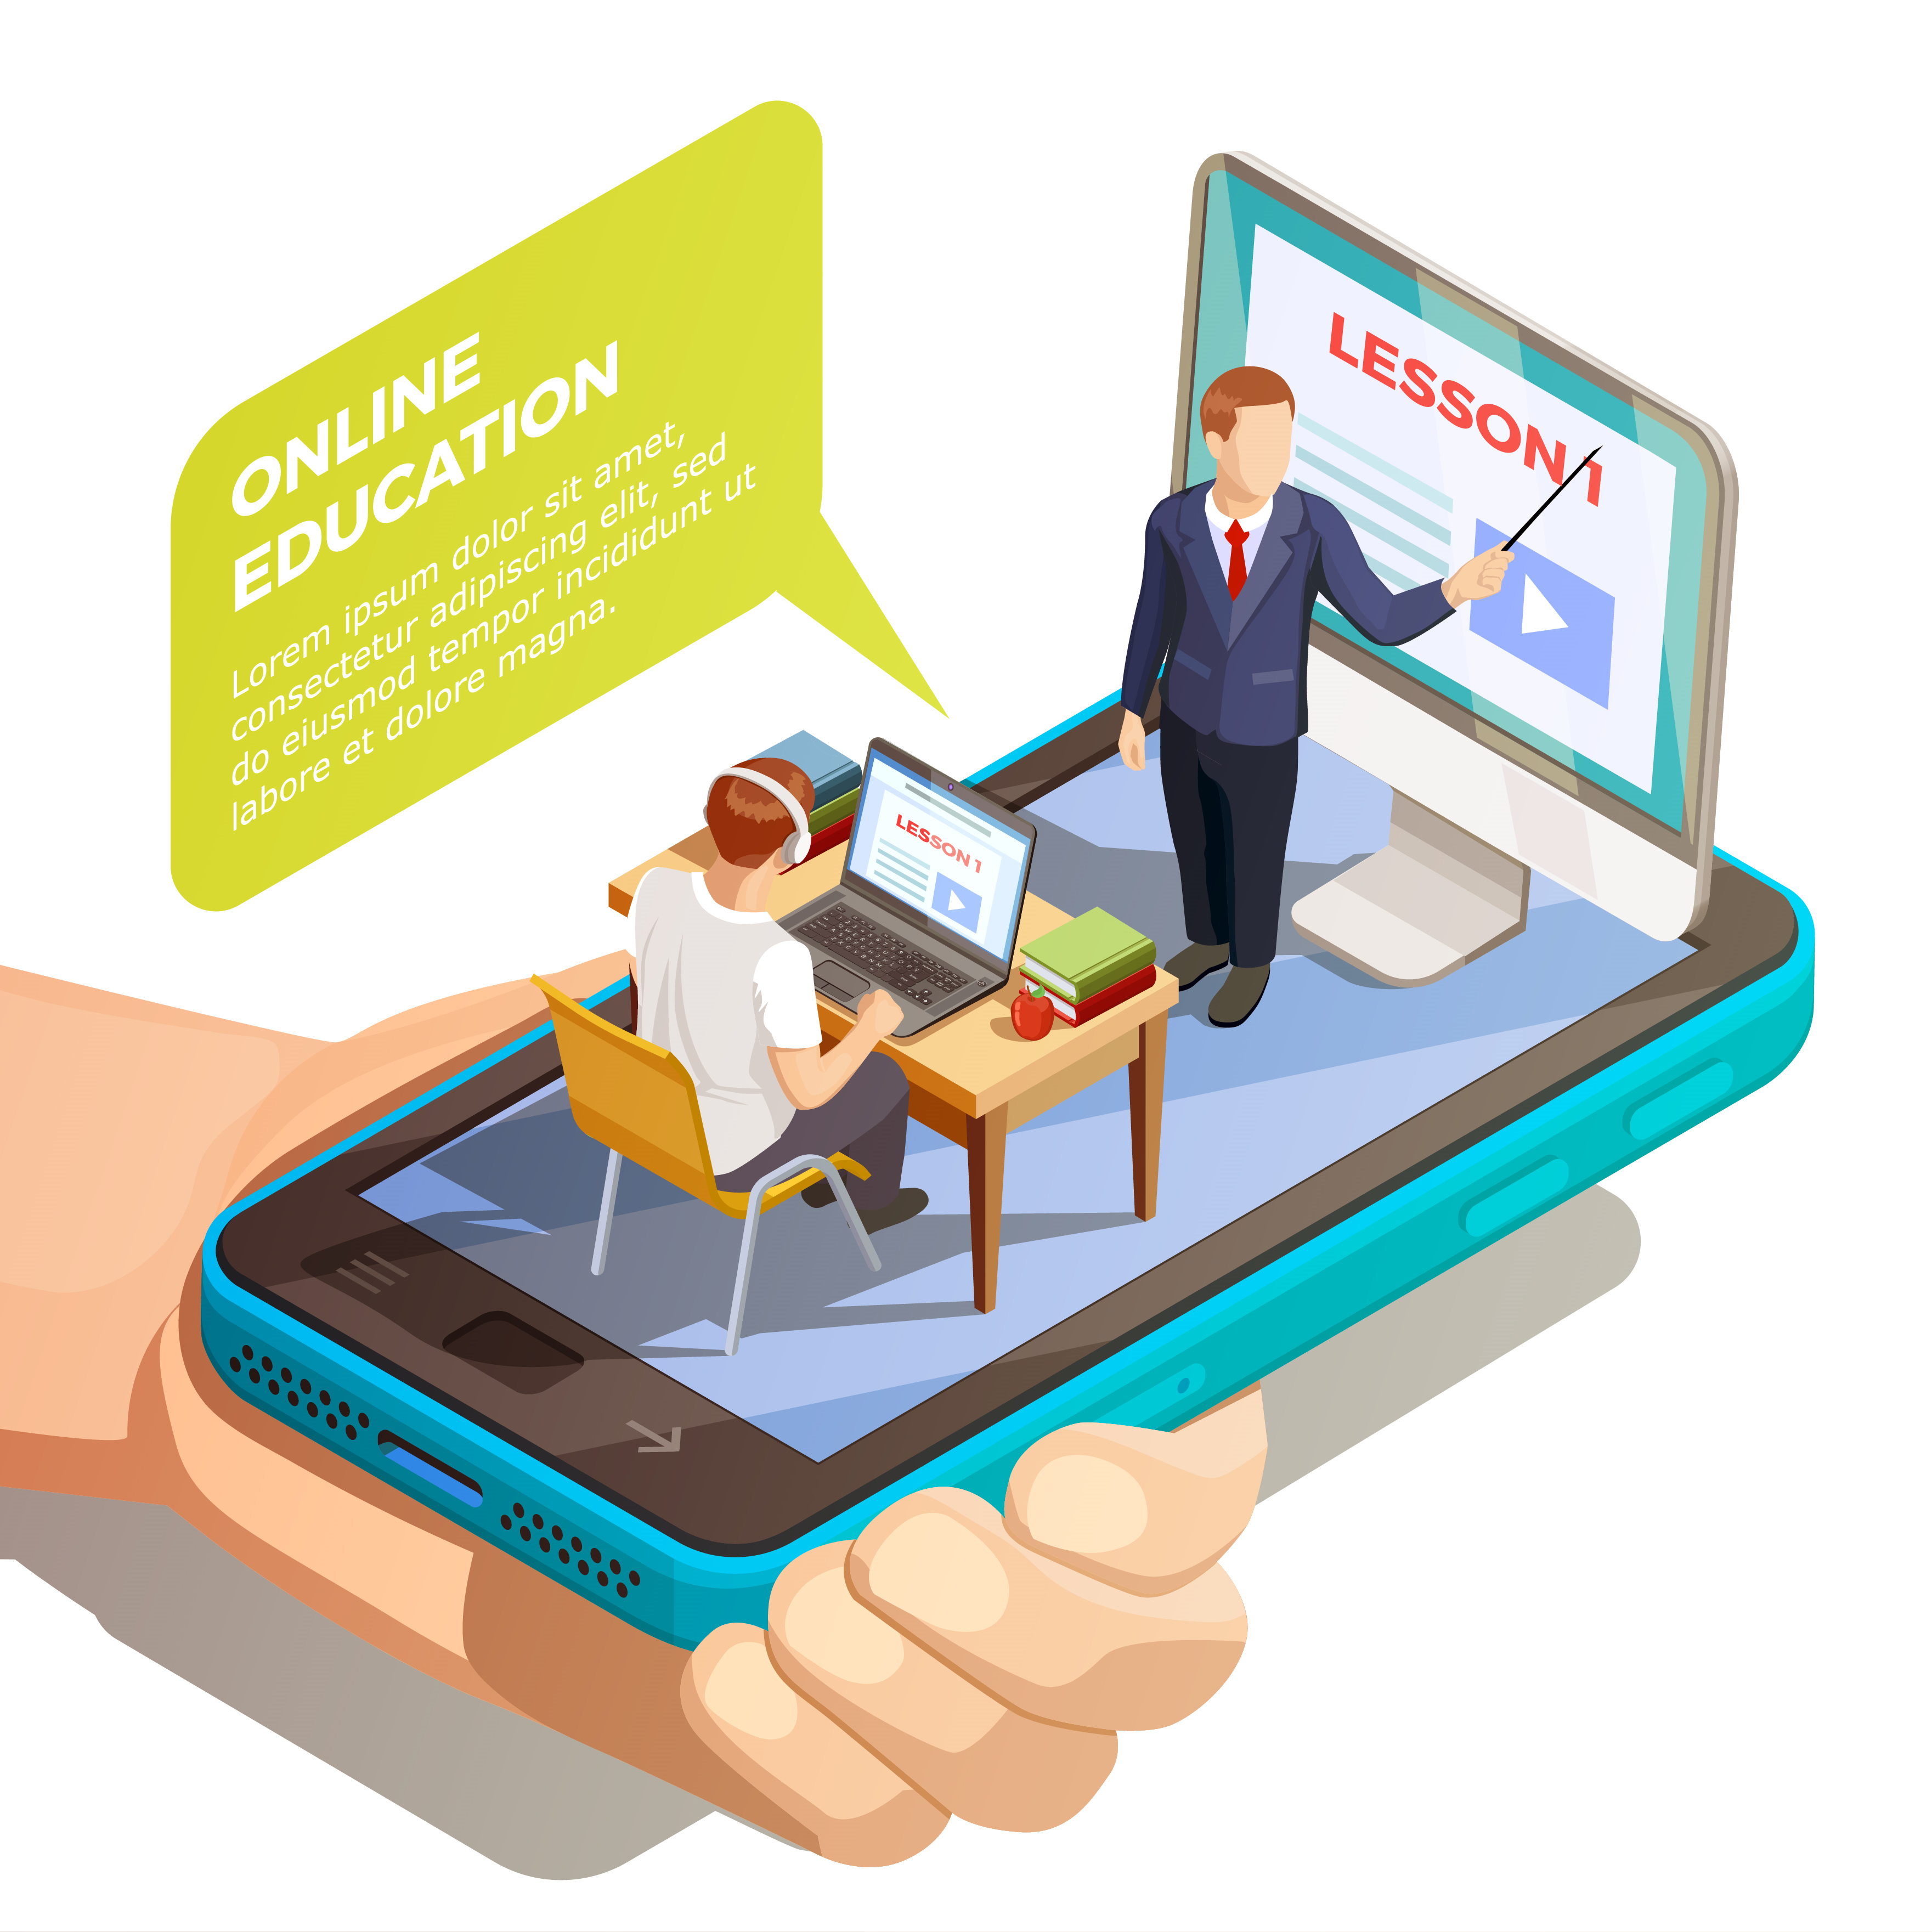 ONLINE
EDUCATION
Lorem ipsum dolor sit amet,
consectetur adipiscing elit, sed
do eiusmod tempor incididunt ut
labore et dolore magna.
LESSON 1
LESSON 1